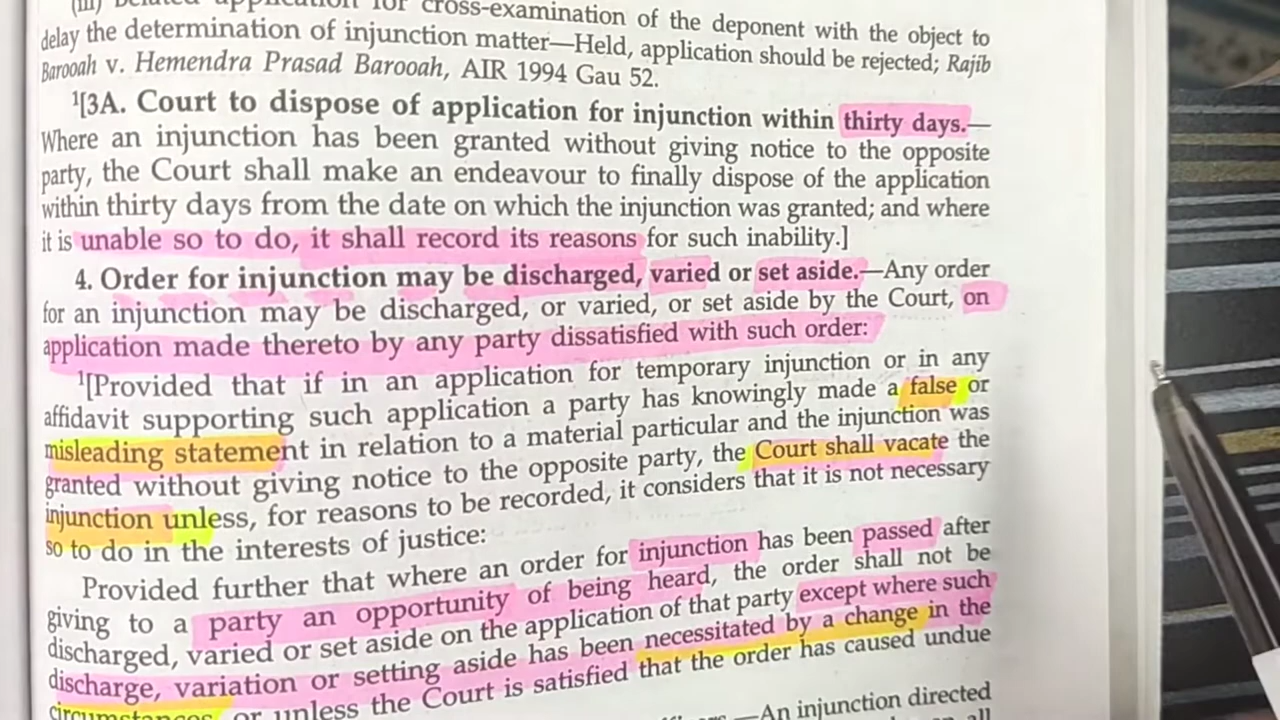 (iii) Belated application for cross-examination of the deponent with the object to
delay the determination of injunction matter—Held, application should be rejected; Rajib
Barooah v. Hemendra Prasad Barooah, AIR 1994 Gau 52.
¹[3A. Court to dispose of application for injunction within thirty days.—
Where an injunction has been granted without giving notice to the opposite
party, the Court shall make an endeavour to finally dispose of the application
within thirty days from the date on which the injunction was granted; and where
it is unable so to do, it shall record its reasons for such inability.]
4. Order for injunction may be discharged, varied or set aside.—Any order
for an injunction may be discharged, or varied, or set aside by the Court, on
application made thereto by any party dissatisfied with such order:
¹[Provided that if in an application for temporary injunction or in any
affidavit supporting such application a party has knowingly made a false or
misleading statement in relation to a material particular and the injunction was
granted without giving notice to the opposite party, the Court shall vacate the
injunction unless, for reasons to be recorded, it considers that it is not necessary
so to do in the interests of justice:
Provided further that where an order for injunction has been passed after
giving to a party an opportunity of being heard, the order shall not be
discharged, varied or set aside on the application of that party except where such
discharge, variation or setting aside has been necessitated by a change in the
circumstances, or unless the Court is satisfied that the order has caused undue
—An injunction directed
all